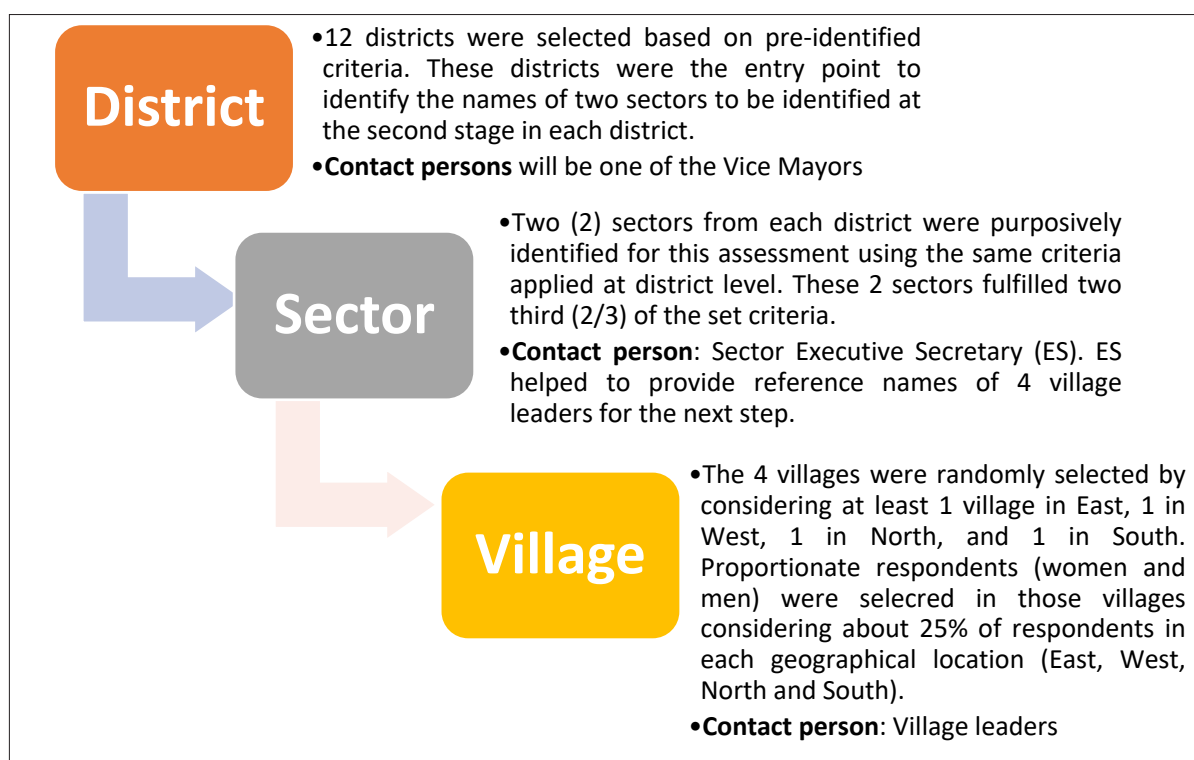 District
•12 districts were selected based on pre-identified
criteria. These districts were the entry point to
identify the names of two sectors to be identified at
the second stage in each district.
•Contact persons will be one of the Vice Mayors
Sector
•Two (2) sectors from each district were purposively
identified for this assessment using the same criteria
applied at district level. These 2 sectors fulfilled two
third (2/3) of the set criteria.
•Contact person: Sector Executive Secretary (ES). ES
helped to provide reference names of 4 village
leaders for the next step.
Village
•The 4 villages were randomly selected by
considering at least 1 village in East, 1 in
West, 1 in North, and 1 in South.
Proportionate respondents (women and
men) were selecred in those villages
considering about 25% of respondents in
each geographical location (East, West,
North and South).
•Contact person: Village leaders